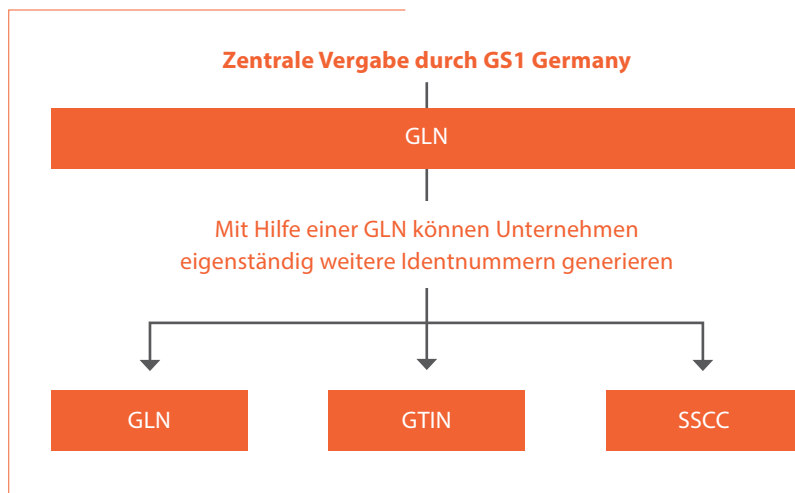 Zentrale Vergabe durch GS1 Germany
GLN
Mit Hilfe einer GLN können Unternehmen
eigenständig weitere Identnummern generieren
GLN
GTIN
SSCC